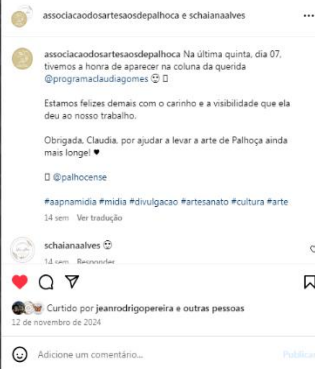 associacaodosartesaosdepalhoca e schaianaalves
associacaodosartesaosdepalhoca Na última quinta, dia 07,
tivemos a honra de aparecer na coluna da querida
@programaclaudiagomes
Estamos felizes demais com o carinho e a visibilidade que ela
deu ao nosso trabalho.
Obrigada, Claudia, por ajudar a levar a arte de Palhoça ainda
mais longe! ♥
@palhocense
#aapnamidia #midia #divulgacao #artesanato #cultura #arte
14 sem Ver tradução
schaianaalves
14 sem Responder
Curtido por jeanrodrigopereira e outras pessoas
12 de novembro de 2024
Adicione um comentário...
Publicar